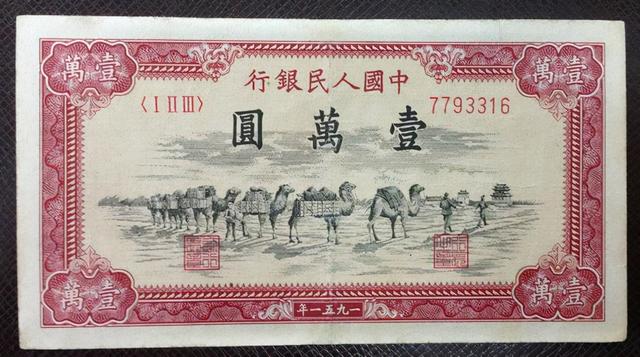 中國人民銀行
壹萬
壹萬
〈Ⅰ Ⅱ Ⅲ〉
7793316
壹萬圓
壹萬
壹萬
一九五一年